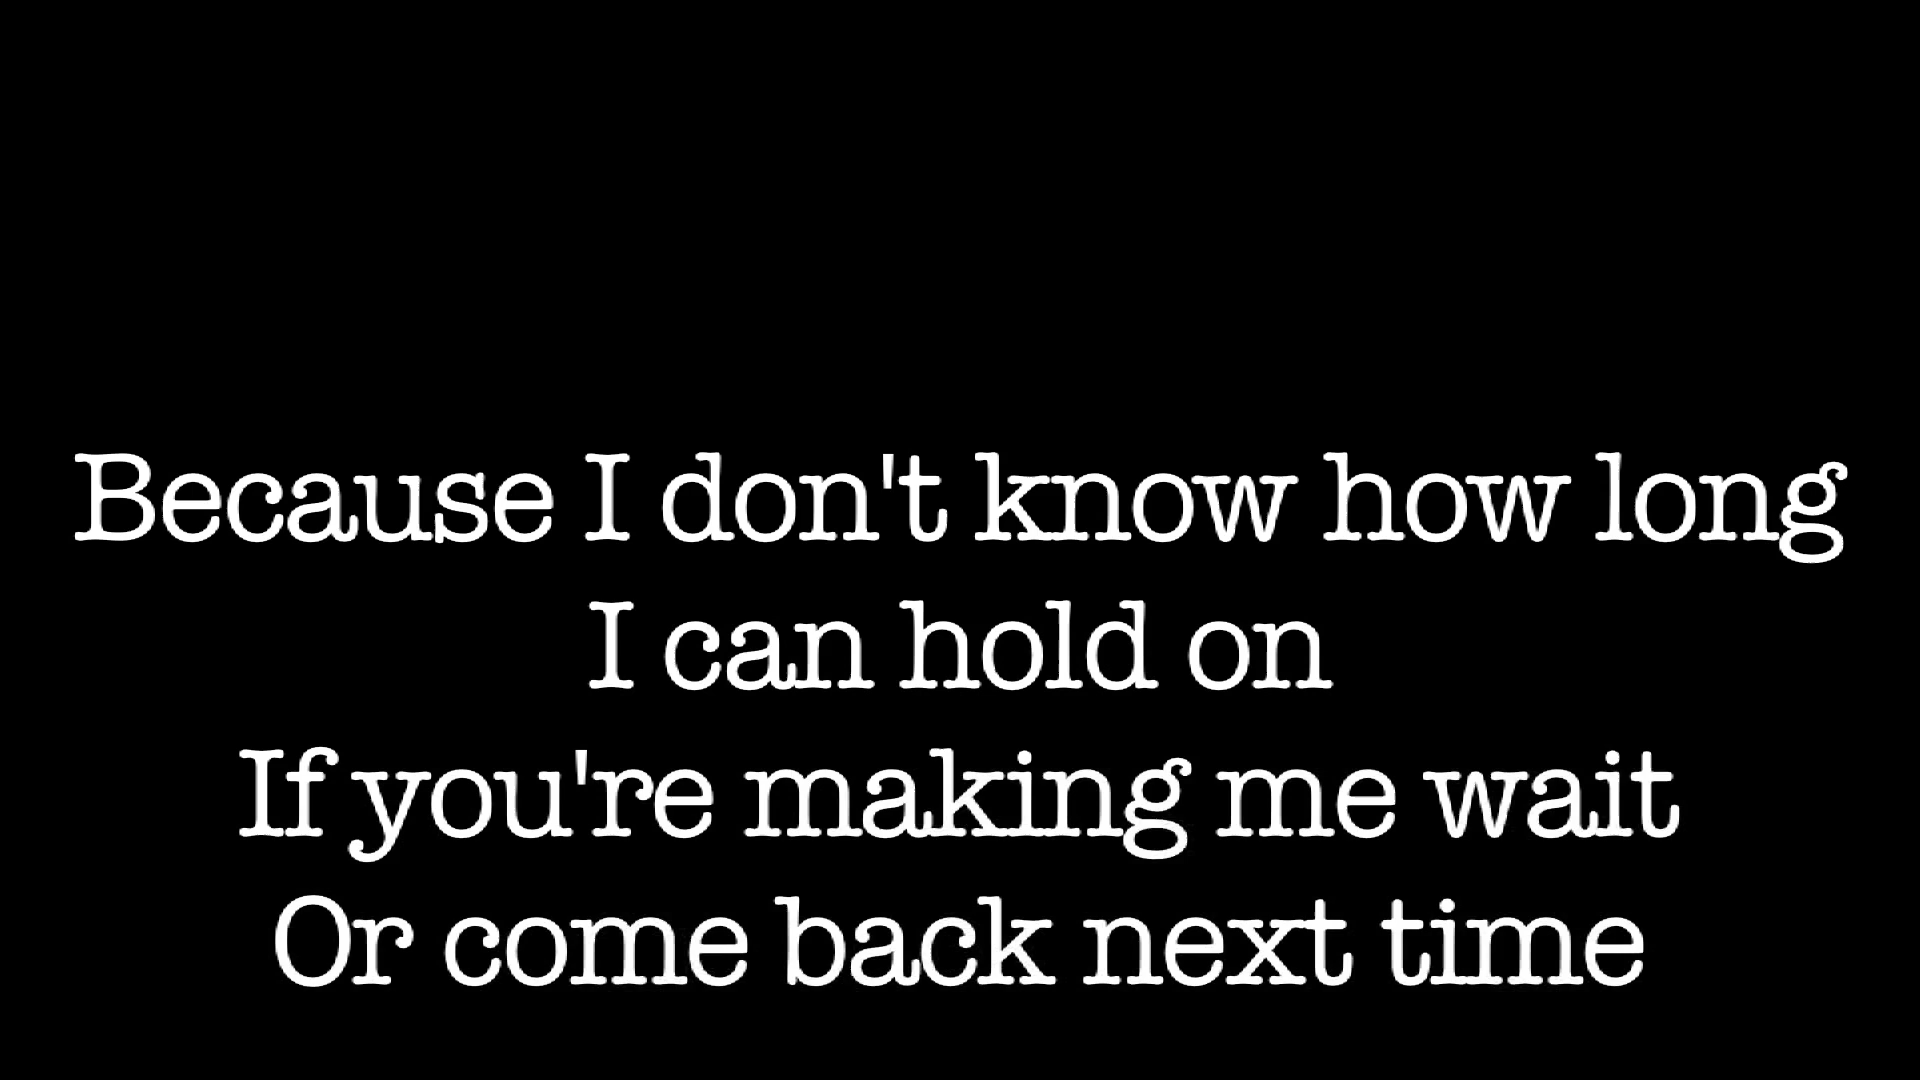 Because I don't know how long
I can hold on
If you're making me wait
Or come back next time